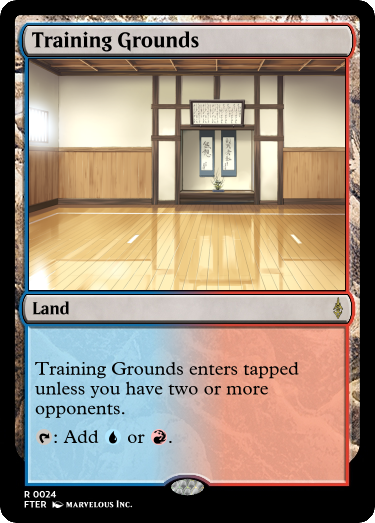 Training Grounds
Land
Training Grounds enters tapped
unless you have two or more
opponents.
: Add or .
R 0024
FTER MARVELOUS INC.